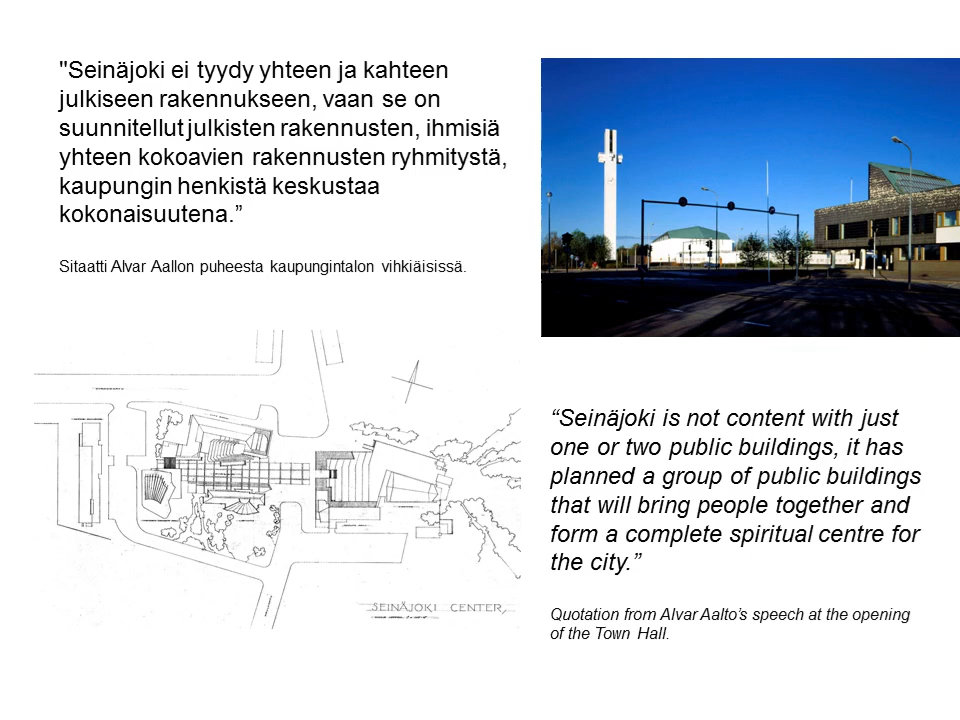 "Seinäjoki ei tyydy yhteen ja kahteen
julkiseen rakennukseen, vaan se on
suunnitellut julkisten rakennusten, ihmisiä
yhteen kokoavien rakennusten ryhmitystä,
kaupungin henkistä keskustaa
kokonaisuutena.”
Sitaatti Alvar Aallon puheesta kaupungintalon vihkiäisissä.
SEINÄJOKI CENTER,
“Seinäjoki is not content with just
one or two public buildings, it has
planned a group of public buildings
that will bring people together and
form a complete spiritual centre for
the city.”
Quotation from Alvar Aalto’s speech at the opening
of the Town Hall.